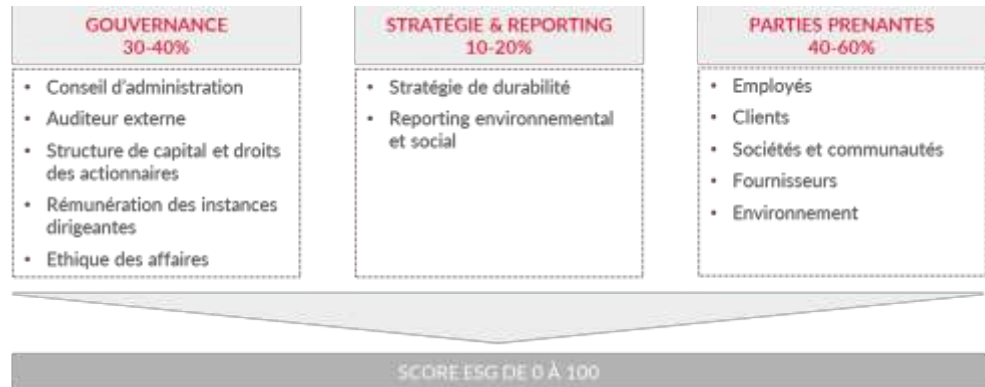 GOUVERNANCE
30-40%
• Conseil d'administration
• Auditeur externe
• Structure de capital et droits
des actionnaires
• Rémunération des instances
dirigeantes
• Ethique des affaires
STRATÉGIE & REPORTING
10-20%
• Stratégie de durabilité
• Reporting environnemental
et social
PARTIES PRENANTES
40-60%
• Employés
• Clients
• Sociétés et communautés
• Fournisseurs
• Environnement
SCORE ESG DE 0 À 100